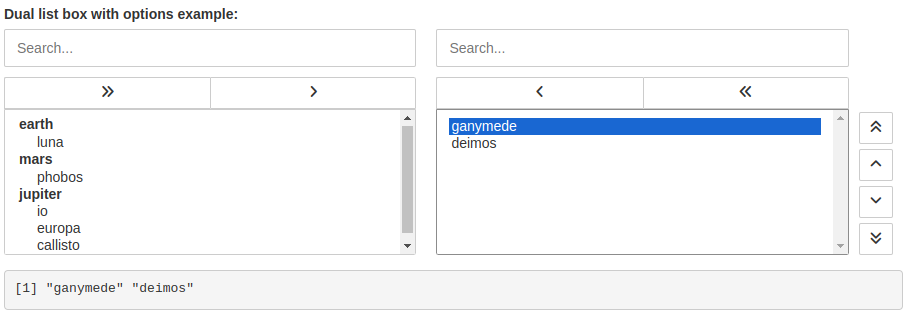 Dual list box with options example:
Search...
Search...
earth
luna
mars
phobos
jupiter
io
europa
callisto
ganymede
deimos
[1] "ganymede" "deimos"